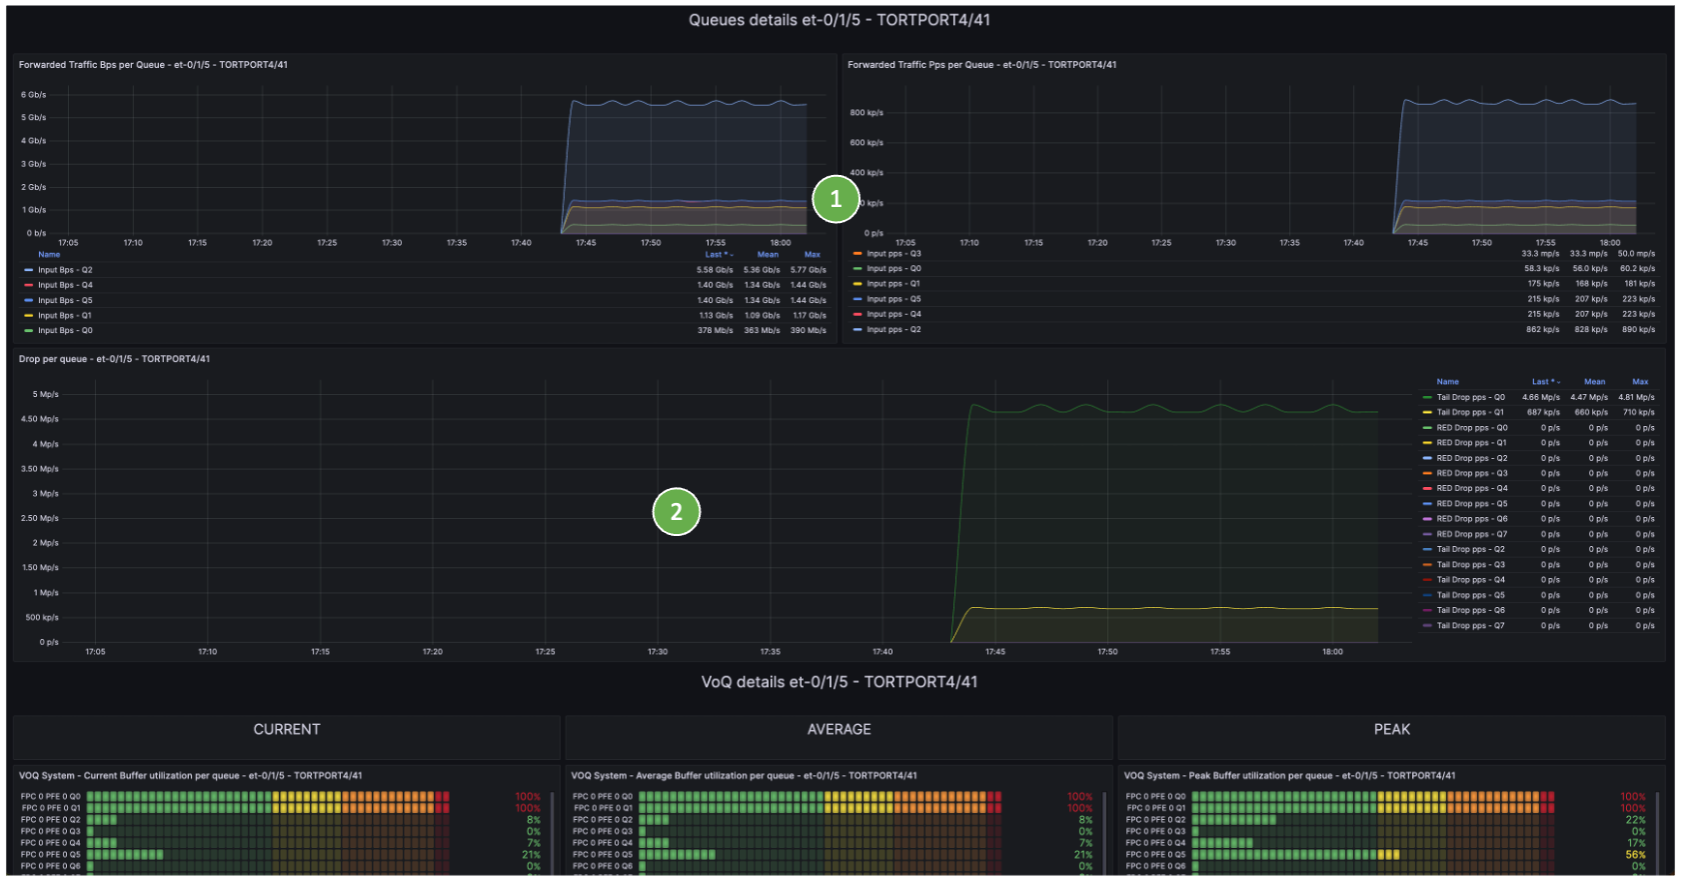 Queues details et-0/1/5 - TORTPORT4/41
Forwarded Traffic Bps per Queue - et-0/1/5 - TORTPORT4/41
6 Gb/s
5 Gb/s
4 Gb/s
3 Gb/s
2 Gb/s
1 Gb/s
0 b/s
17:05 17:10 17:15 17:20 17:25 17:30 17:35 17:40 17:45 17:50 17:55 18:00
Name Last * Mean Max
Input Bps - Q2 5.58 Gb/s 5.36 Gb/s 5.77 Gb/s
Input Bps - Q4 1.40 Gb/s 1.34 Gb/s 1.44 Gb/s
Input Bps - Q5 1.40 Gb/s 1.34 Gb/s 1.44 Gb/s
Input Bps - Q1 1.13 Gb/s 1.09 Gb/s 1.17 Gb/s
Input Bps - Q0 378 Mb/s 363 Mb/s 390 Mb/s
1
Forwarded Traffic Pps per Queue - et-0/1/5 - TORTPORT4/41
800 kp/s
600 kp/s
400 kp/s
0 kp/s
0 p/s
17:05 17:10 17:15 17:20 17:25 17:30 17:35 17:40 17:45 17:50 17:55 18:00
Input pps - Q3 33.3 mp/s 33.3 mp/s 50.0 mp/s
Input pps - Q0 58.3 kp/s 56.0 kp/s 60.2 kp/s
Input pps - Q1 175 kp/s 168 kp/s 181 kp/s
Input pps - Q5 215 kp/s 207 kp/s 223 kp/s
Input pps - Q4 215 kp/s 207 kp/s 223 kp/s
Input pps - Q2 862 kp/s 828 kp/s 890 kp/s
Drop per queue - et-0/1/5 - TORTPORT4/41
5 Mp/s
4.50 Mp/s
4 Mp/s
3.50 Mp/s
3 Mp/s
2.50 Mp/s
2 Mp/s
1.50 Mp/s
1 Mp/s
500 kp/s
0 p/s
17:05 17:10 17:15 17:20 17:25 17:30 17:35 17:40 17:45 17:50 17:55 18:00
2
Name Last * Mean Max
Tail Drop pps - Q0 4.66 Mp/s 4.47 Mp/s 4.81 Mp/s
Tail Drop pps - Q1 687 kp/s 660 kp/s 710 kp/s
RED Drop pps - Q0 0 p/s 0 p/s 0 p/s
RED Drop pps - Q1 0 p/s 0 p/s 0 p/s
RED Drop pps - Q2 0 p/s 0 p/s 0 p/s
RED Drop pps - Q3 0 p/s 0 p/s 0 p/s
RED Drop pps - Q4 0 p/s 0 p/s 0 p/s
RED Drop pps - Q5 0 p/s 0 p/s 0 p/s
RED Drop pps - Q6 0 p/s 0 p/s 0 p/s
RED Drop pps - Q7 0 p/s 0 p/s 0 p/s
Tail Drop pps - Q2 0 p/s 0 p/s 0 p/s
Tail Drop pps - Q3 0 p/s 0 p/s 0 p/s
Tail Drop pps - Q4 0 p/s 0 p/s 0 p/s
Tail Drop pps - Q5 0 p/s 0 p/s 0 p/s
Tail Drop pps - Q6 0 p/s 0 p/s 0 p/s
Tail Drop pps - Q7 0 p/s 0 p/s 0 p/s
VoQ details et-0/1/5 - TORTPORT4/41
CURRENT
VOQ System - Current Buffer utilization per queue - et-0/1/5 - TORTPORT4/41
FPC 0 PFE 0 Q0 100%
FPC 0 PFE 0 Q1 100%
FPC 0 PFE 0 Q2 8%
FPC 0 PFE 0 Q3 0%
FPC 0 PFE 0 Q4 7%
FPC 0 PFE 0 Q5 21%
FPC 0 PFE 0 Q6 0%
AVERAGE
VOQ System - Average Buffer utilization per queue - et-0/1/5 - TORTPORT4/41
FPC 0 PFE 0 Q0 100%
FPC 0 PFE 0 Q1 100%
FPC 0 PFE 0 Q2 8%
FPC 0 PFE 0 Q3 0%
FPC 0 PFE 0 Q4 7%
FPC 0 PFE 0 Q5 21%
FPC 0 PFE 0 Q6 0%
PEAK
VOQ System - Peak Buffer utilization per queue - et-0/1/5 - TORTPORT4/41
FPC 0 PFE 0 Q0 100%
FPC 0 PFE 0 Q1 100%
FPC 0 PFE 0 Q2 22%
FPC 0 PFE 0 Q3 0%
FPC 0 PFE 0 Q4 17%
FPC 0 PFE 0 Q5 56%
FPC 0 PFE 0 Q6 0%